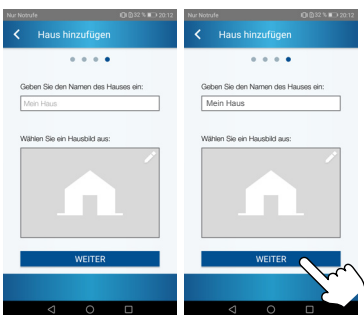 Nur Notrufe 32 % 20:12
Haus hinzufügen
Geben Sie den Namen des Hauses ein:
Mein Haus
Wählen Sie ein Hausbild aus:
WEITER
Nur Notrufe 32 % 20:12
Haus hinzufügen
Geben Sie den Namen des Hauses ein:
Mein Haus
Wählen Sie ein Hausbild aus:
WEITER